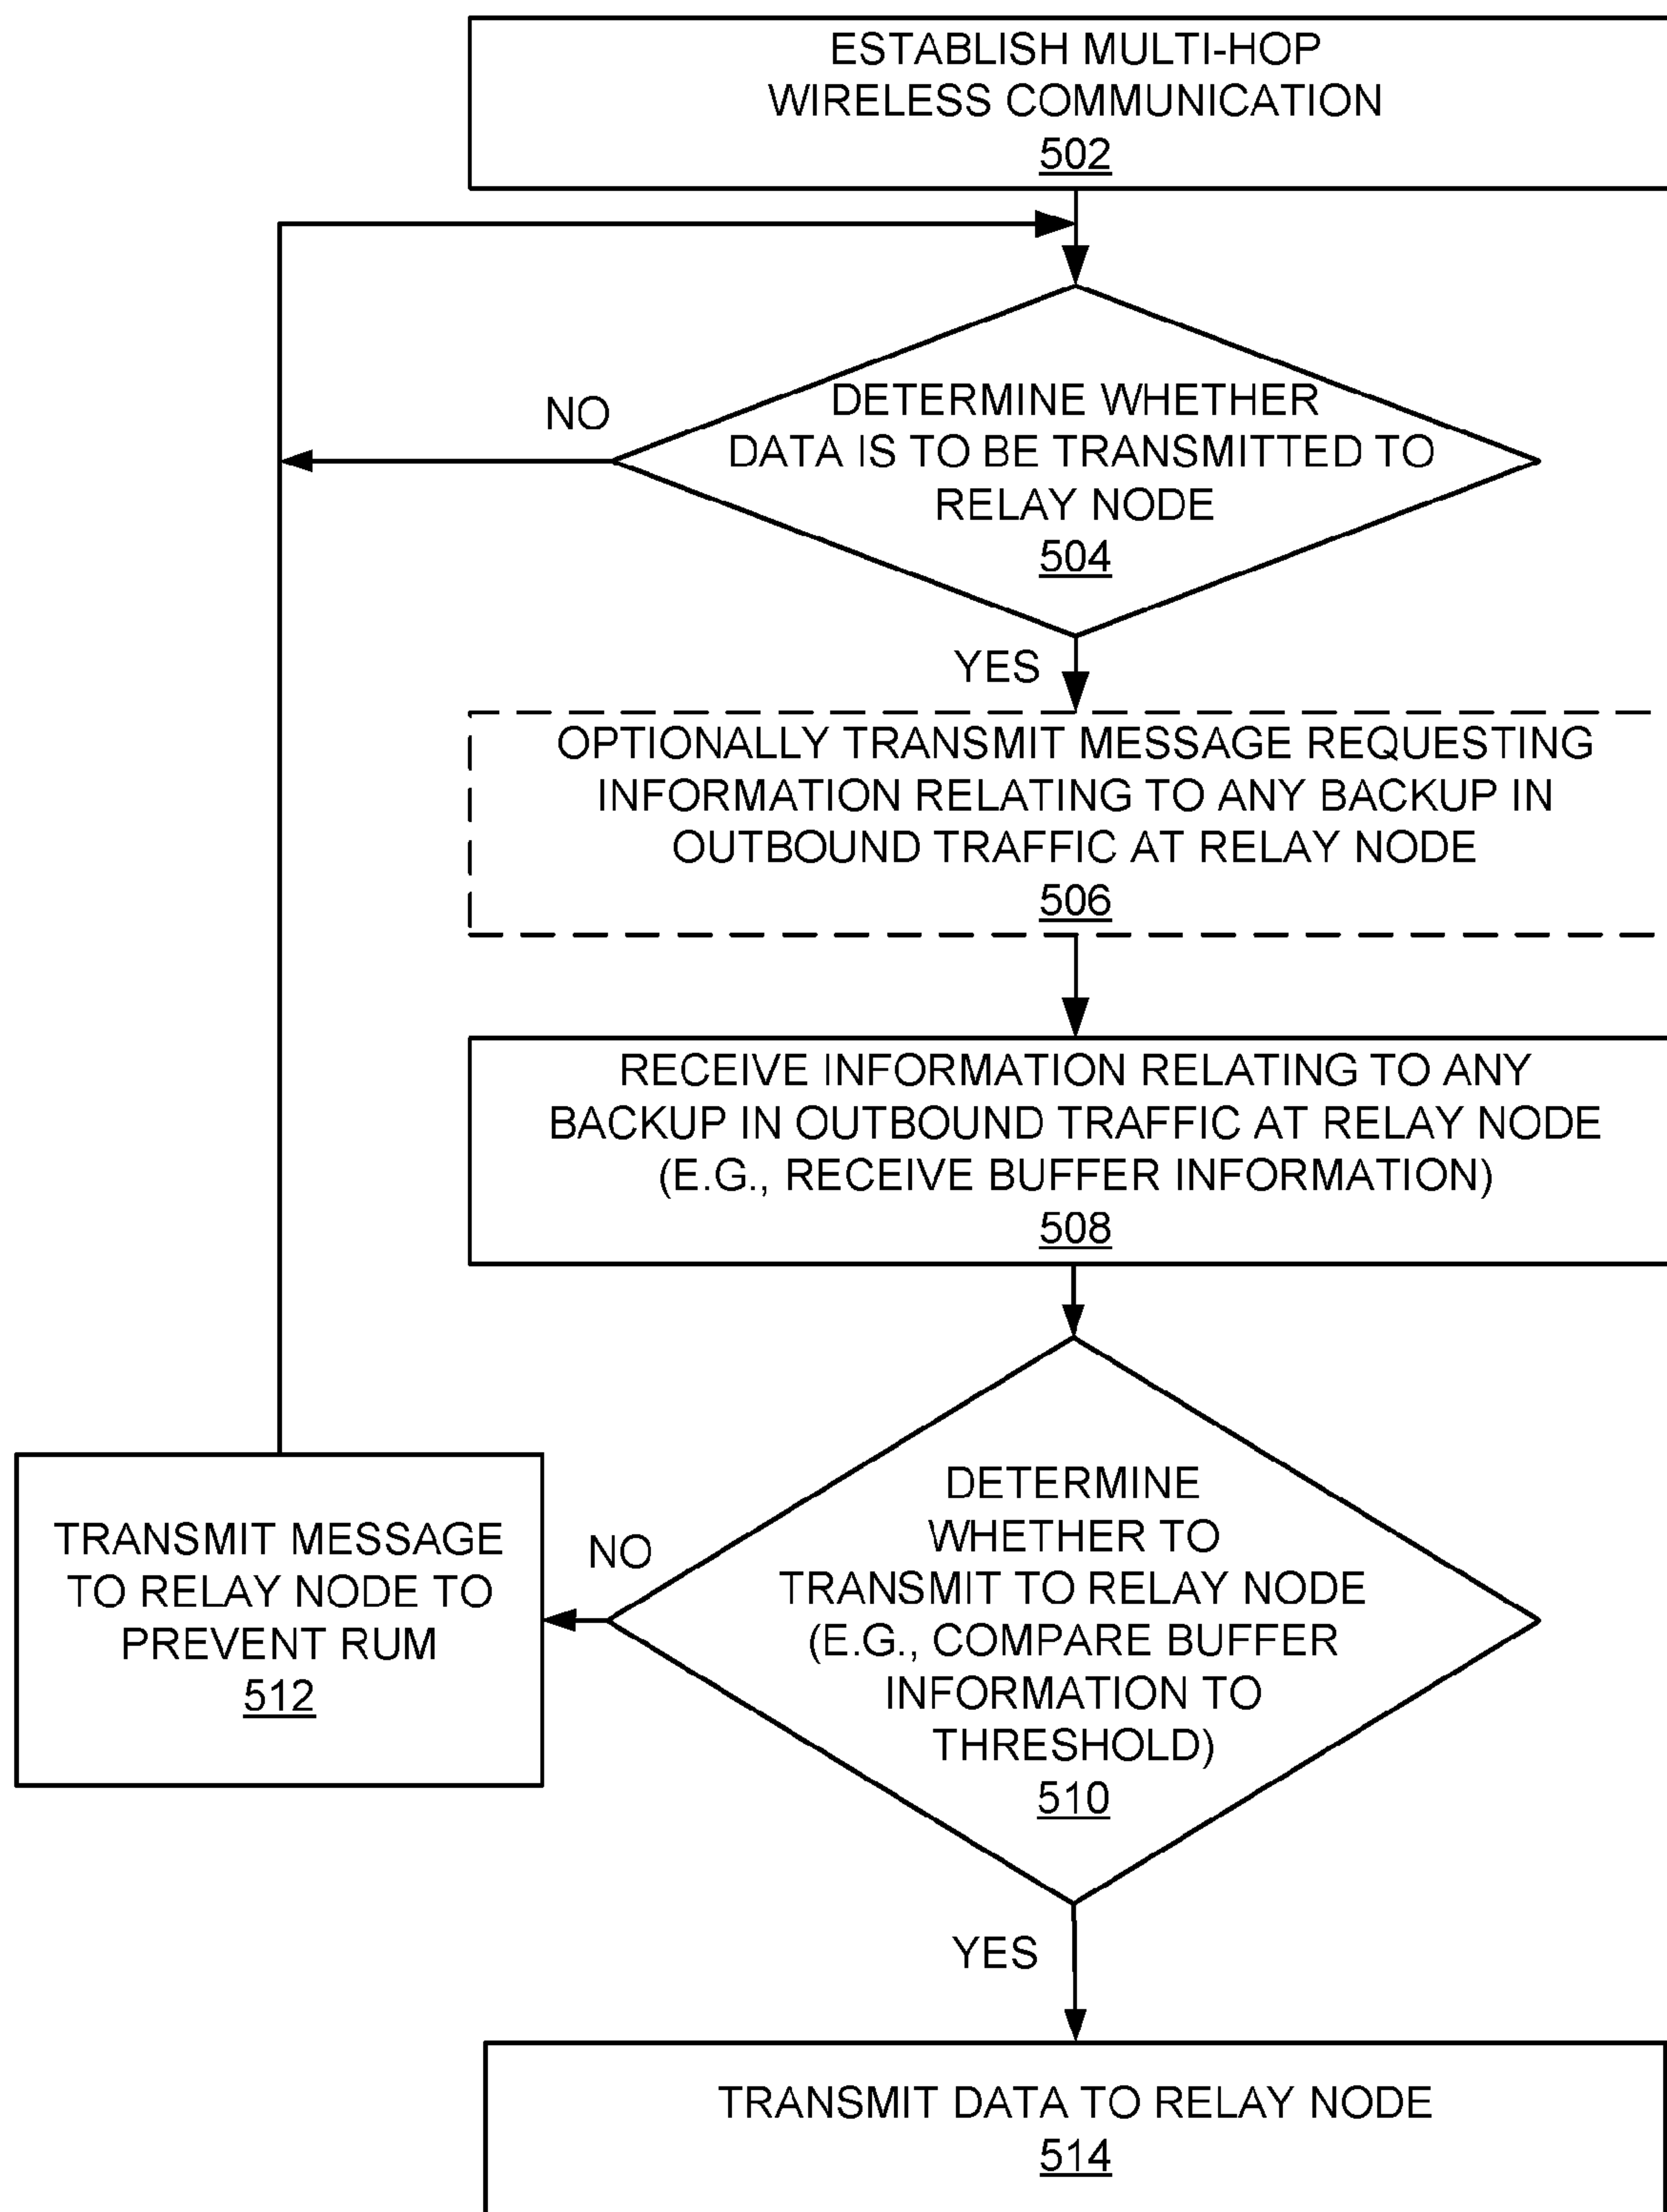 ESTABLISH MULTI-HOP
WIRELESS COMMUNICATION
502
DETERMINE WHETHER
DATA IS TO BE TRANSMITTED TO
RELAY NODE
504
NO
YES
OPTIONALLY TRANSMIT MESSAGE REQUESTING
INFORMATION RELATING TO ANY BACKUP IN
OUTBOUND TRAFFIC AT RELAY NODE
506
RECEIVE INFORMATION RELATING TO ANY
BACKUP IN OUTBOUND TRAFFIC AT RELAY NODE
(E.G., RECEIVE BUFFER INFORMATION)
508
DETERMINE
WHETHER TO
TRANSMIT TO RELAY NODE
(E.G., COMPARE BUFFER
INFORMATION TO
THRESHOLD)
510
NO
TRANSMIT MESSAGE
TO RELAY NODE TO
PREVENT RUM
512
YES
TRANSMIT DATA TO RELAY NODE
514